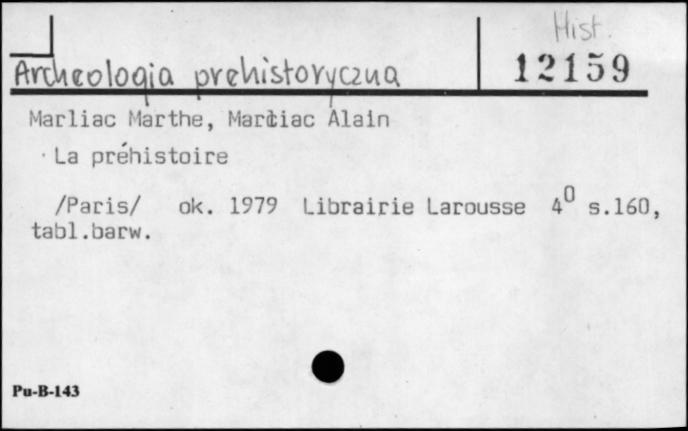 Hist.
Archeologia prehistoryczna
12159
Marliac Marthe, Marliac Alain
La préhistoire
/Paris/ ok. 1979 Librairie Larousse 4⁰ s.160,
tabl.barw.
Pu-B-143